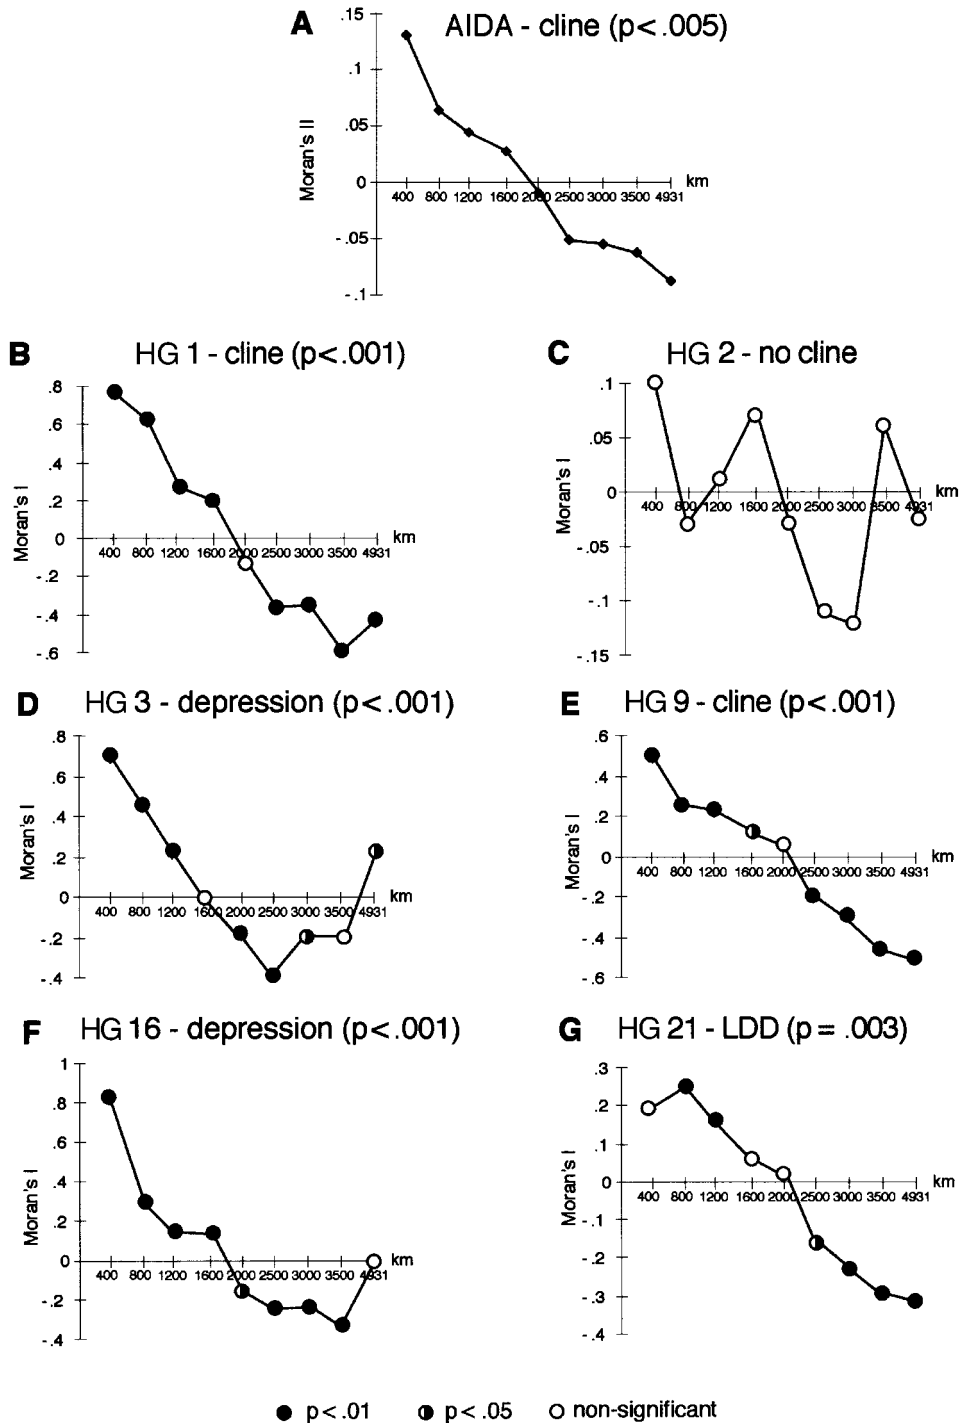 A AIDA - cline (p< .005)
.15
.1
.05
0
- .05
- .1
Moran's II
400 800 1200 1600 2000 2500 3000 3500 4931
km
B HG 1 - cline (p< .001)
.8
.6
.4
.2
0
- .2
- .4
- .6
Moran's I
400 800 1200 1600 2000 2500 3000 3500 4931
km
C HG 2 - no cline
.1
.05
0
-.05
-.1
-.15
Moran's I
400 800 1200 1600 2000 2500 3000 3500 4931
km
D HG 3 - depression (p< .001)
.8
.6
.4
.2
0
- .2
- .4
Moran's I
400 800 1200 1600 2000 2500 3000 3500 4931
km
E HG 9 - cline (p< .001)
.6
.4
.2
0
- .2
- .4
- .6
Moran's I
400 800 1200 1600 2000 2500 3000 3500 4931
km
F HG 16 - depression (p< .001)
1
.8
.6
.4
.2
0
- .2
- .4
Moran's I
400 800 1200 1600 2000 2500 3000 3500 4931
km
G HG 21 - LDD (p = .003)
.3
.2
.1
0
- .1
- .2
- .3
- .4
Moran's I
400 800 1200 1600 2000 2500 3000 3500 4931
km
p< .01 p< .05 non-significant